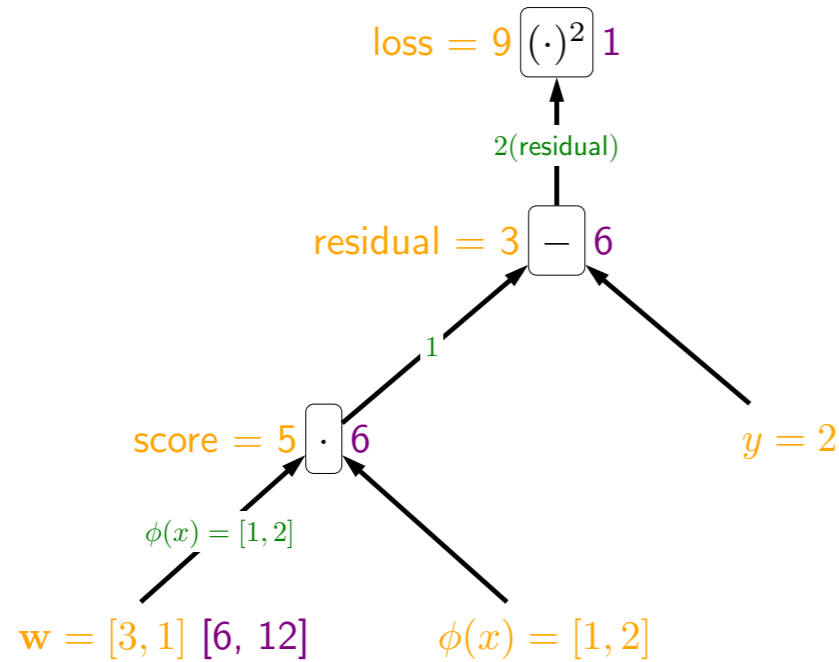 loss = 9 (·)² 1
2(residual)
residual = 3 − 6
1
score = 5 · 6
y = 2
ϕ(x) = [1, 2]
w = [3, 1] [6, 12]
ϕ(x) = [1, 2]